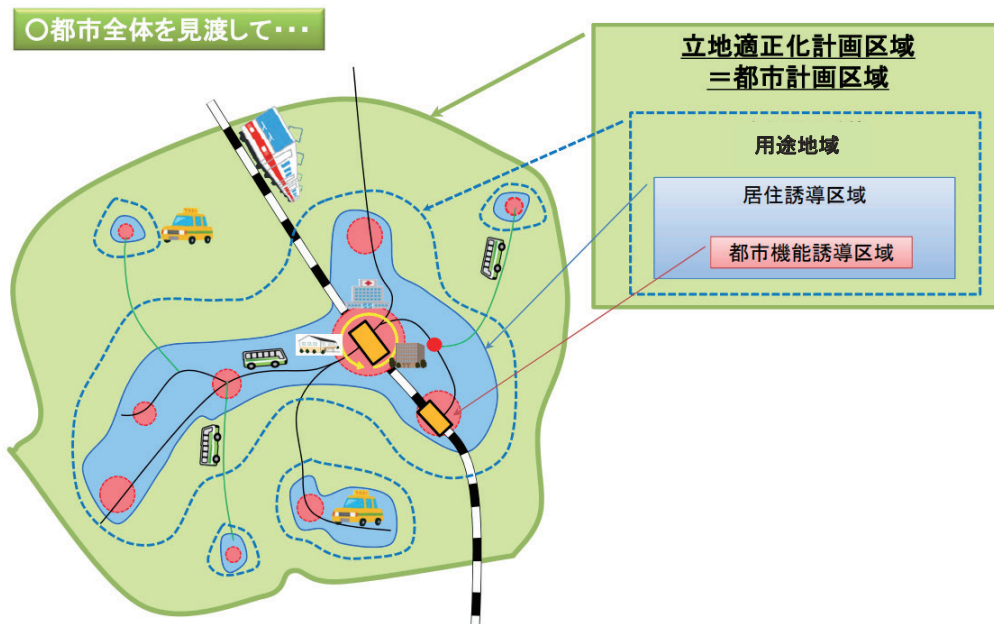 〇都市全体を見渡して･･･
立地適正化計画区域
＝都市計画区域
用途地域
居住誘導区域
都市機能誘導区域